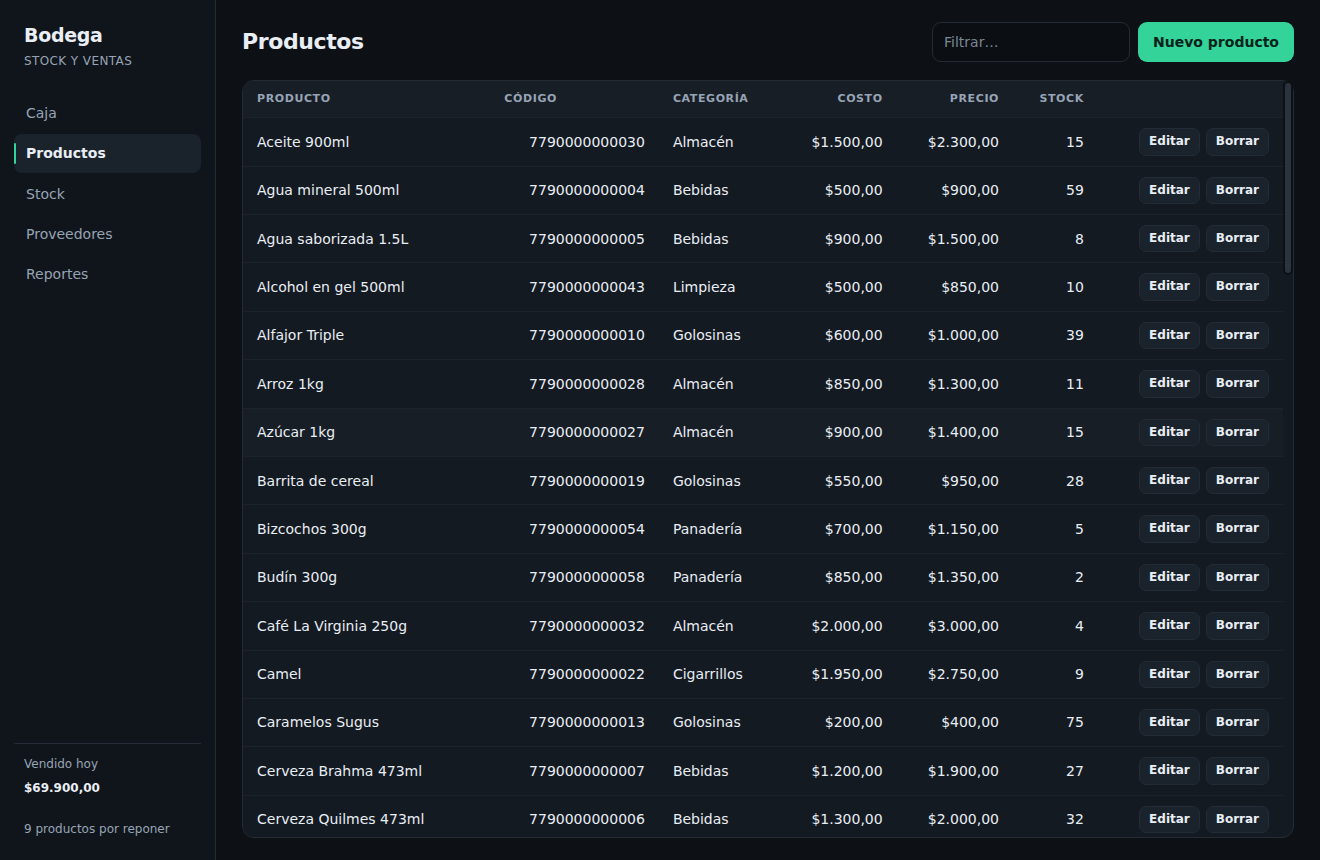 Bodega
STOCK Y VENTAS
Caja
Productos
Stock
Proveedores
Reportes
Vendido hoy
$69.900,00
9 productos por reponer
Productos
Filtrar…
Nuevo producto
PRODUCTO CÓDIGO CATEGORÍA COSTO PRECIO STOCK
Aceite 900ml 7790000000030 Almacén $1.500,00 $2.300,00 15 Editar Borrar
Agua mineral 500ml 7790000000004 Bebidas $500,00 $900,00 59 Editar Borrar
Agua saborizada 1.5L 7790000000005 Bebidas $900,00 $1.500,00 8 Editar Borrar
Alcohol en gel 500ml 7790000000043 Limpieza $500,00 $850,00 10 Editar Borrar
Alfajor Triple 7790000000010 Golosinas $600,00 $1.000,00 39 Editar Borrar
Arroz 1kg 7790000000028 Almacén $850,00 $1.300,00 11 Editar Borrar
Azúcar 1kg 7790000000027 Almacén $900,00 $1.400,00 15 Editar Borrar
Barrita de cereal 7790000000019 Golosinas $550,00 $950,00 28 Editar Borrar
Bizcochos 300g 7790000000054 Panadería $700,00 $1.150,00 5 Editar Borrar
Budín 300g 7790000000058 Panadería $850,00 $1.350,00 2 Editar Borrar
Café La Virginia 250g 7790000000032 Almacén $2.000,00 $3.000,00 4 Editar Borrar
Camel 7790000000022 Cigarrillos $1.950,00 $2.750,00 9 Editar Borrar
Caramelos Sugus 7790000000013 Golosinas $200,00 $400,00 75 Editar Borrar
Cerveza Brahma 473ml 7790000000007 Bebidas $1.200,00 $1.900,00 27 Editar Borrar
Cerveza Quilmes 473ml 7790000000006 Bebidas $1.300,00 $2.000,00 32 Editar Borrar